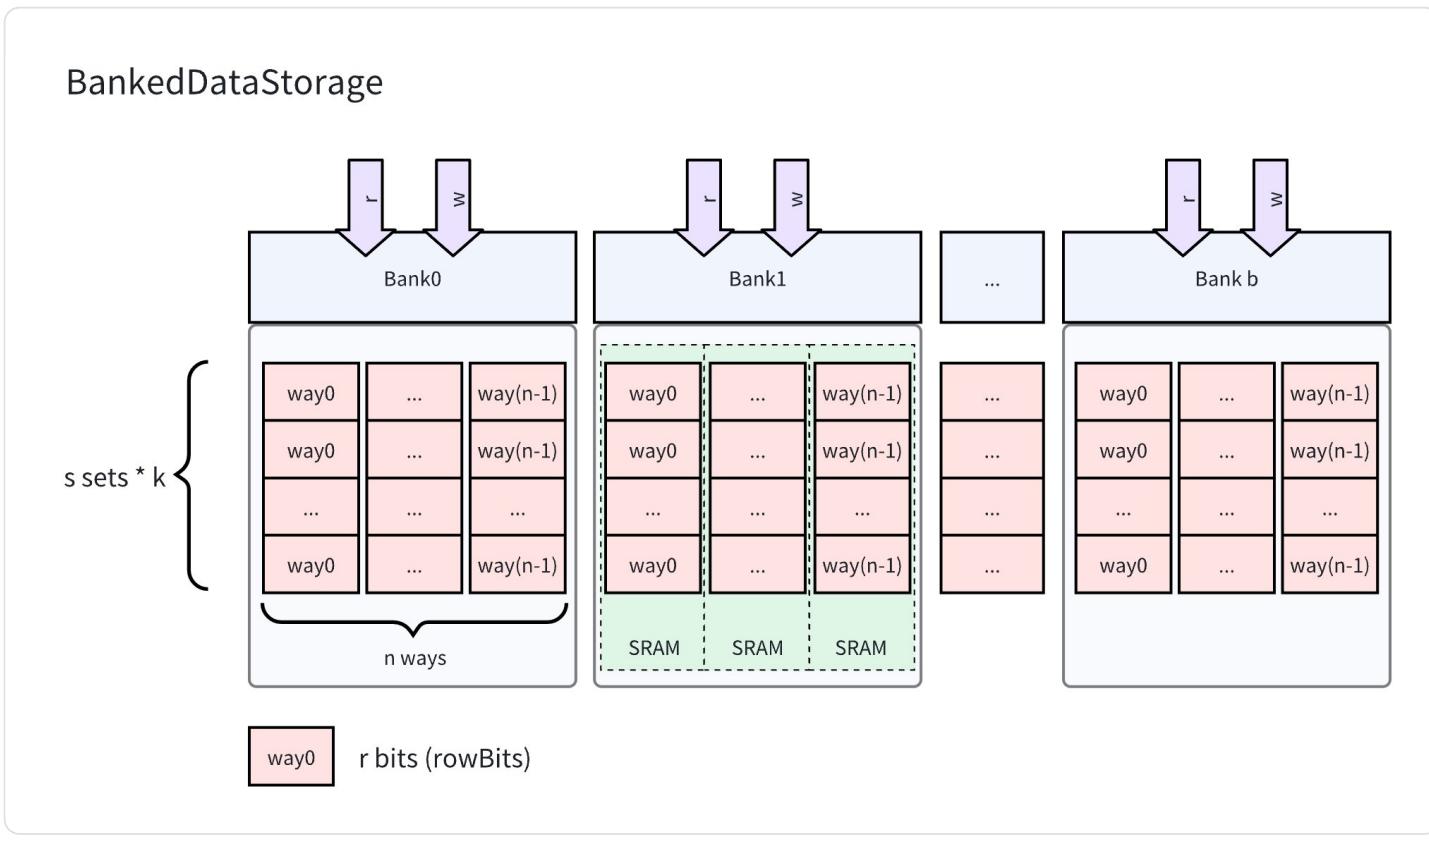 BankedDataStorage
r w r w r w
Bank0 Bank1 ... Bank b
way0 ... way(n-1) way0 ... way(n-1) ... way0 ... way(n-1)
way0 ... way(n-1) way0 ... way(n-1) ... way0 ... way(n-1)
s sets * k
... ... ... ... ... ... ... ... ... ...
way0 ... way(n-1) way0 ... way(n-1) ... way0 ... way(n-1)
SRAM SRAM SRAM
n ways
way0 r bits (rowBits)